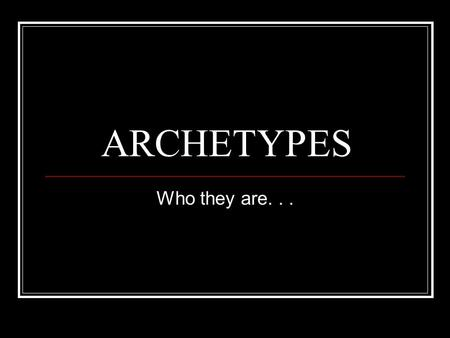 ARCHETYPES
Who they are. . .